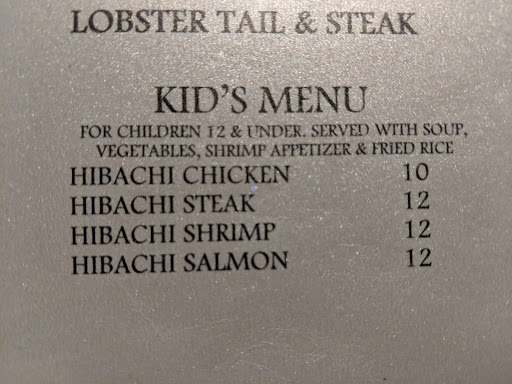 LOBSTER TAIL & STEAK
KID'S MENU
FOR CHILDREN 12 & UNDER. SERVED WITH SOUP,
VEGETABLES, SHRIMP APPETIZER & FRIED RICE
HIBACHI CHICKEN 10
HIBACHI STEAK 12
HIBACHI SHRIMP 12
HIBACHI SALMON 12